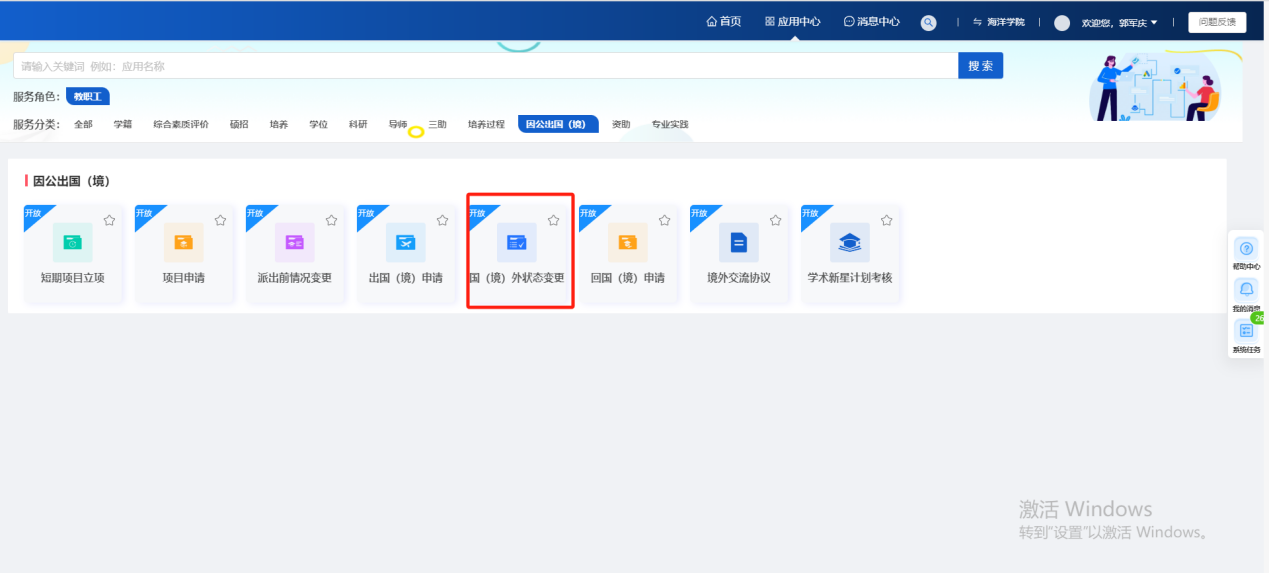 首页 应用中心 消息中心 海洋学院 欢迎您，郭军庆 问题反馈
请输入关键词 例如：应用名称 搜 索
服务角色： 教职工
服务分类： 全部 学籍 综合素质评价 硕招 培养 学位 科研 导师 三助 培养过程 因公出国（境） 资助 专业实践
因公出国（境）
开放 开放 开放 开放 开放 开放 开放 开放
短期项目立项 项目申请 派出前情况变更 出国（境）申请 国（境）外状态变更 回国（境）申请 境外交流协议 学术新星计划考核
帮助中心
我的消息
26
系统任务
激活 Windows
转到"设置"以激活 Windows。